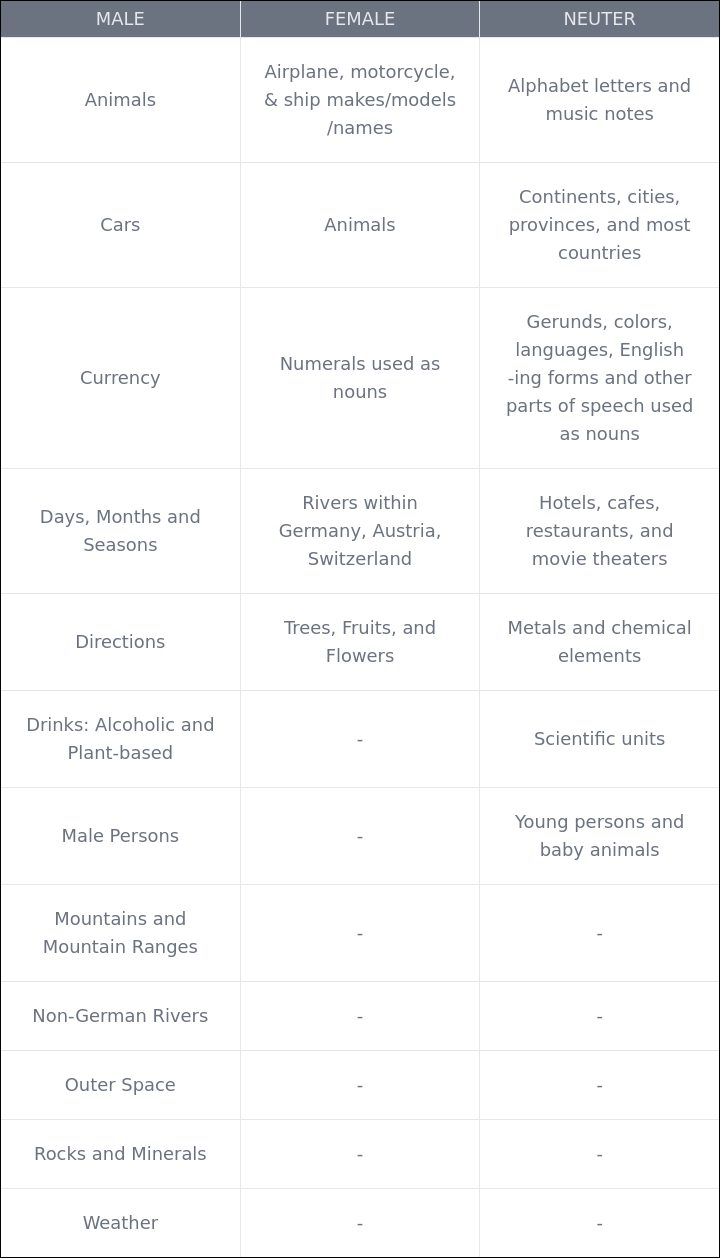 MALE FEMALE NEUTER
Animals
Airplane, motorcycle,
& ship makes/models
/names
Alphabet letters and
music notes
Cars
Animals
Continents, cities,
provinces, and most
countries
Currency
Numerals used as
nouns
Gerunds, colors,
languages, English
-ing forms and other
parts of speech used
as nouns
Days, Months and
Seasons
Rivers within
Germany, Austria,
Switzerland
Hotels, cafes,
restaurants, and
movie theaters
Directions
Trees, Fruits, and
Flowers
Metals and chemical
elements
Drinks: Alcoholic and
Plant-based
-
Scientific units
Male Persons
-
Young persons and
baby animals
Mountains and
Mountain Ranges
-
-
Non-German Rivers
-
-
Outer Space
-
-
Rocks and Minerals
-
-
Weather
-
-